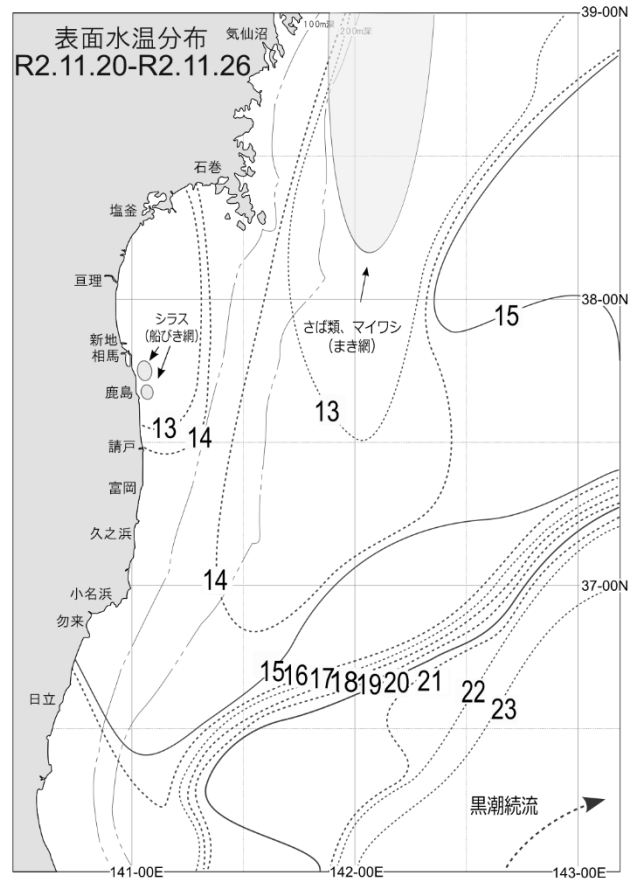 表面水温分布
R2.11.20-R2.11.26
気仙沼
100m深
200m深
39-00N
石巻
塩釜
亘理
38-00N
シラス
(船びき網)
さば類、マイワシ
(まき網)
15
新地
相馬
鹿島
13
13
14
請戸
富岡
久之浜
14
37-00N
小名浜
勿来
15
16
17
18
19
20
21
22
23
日立
黒潮続流
141-00E
142-00E
143-00E